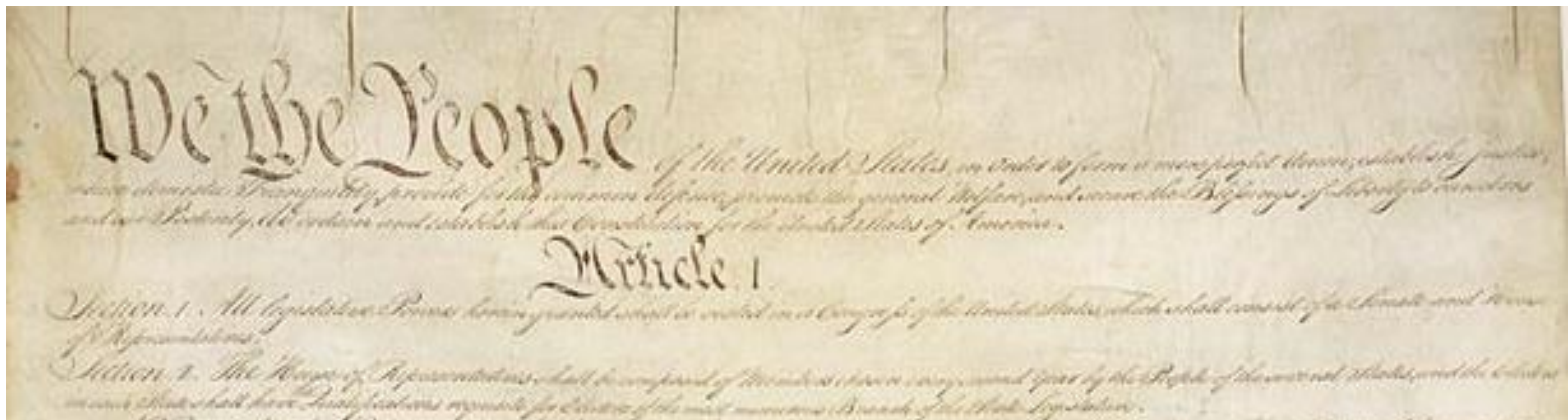 We the People of the United States, in Order to form a more perfect Union, establish Justice,
insure domestic Tranquility, provide for the common defence, promote the general Welfare, and secure the Blessings of Liberty to ourselves
and our Posterity, do ordain and establish this Constitution for the United States of America.
Article. I.
Section. 1. All legislative Powers herein granted shall be vested in a Congress of the United States, which shall consist of a Senate and House
of Representatives.
Section. 2. The House of Representatives shall be composed of Members chosen every second Year by the People of the several States, and the Electors
in each State shall have Qualifications requisite for Electors of the most numerous Branch of the State Legislature.